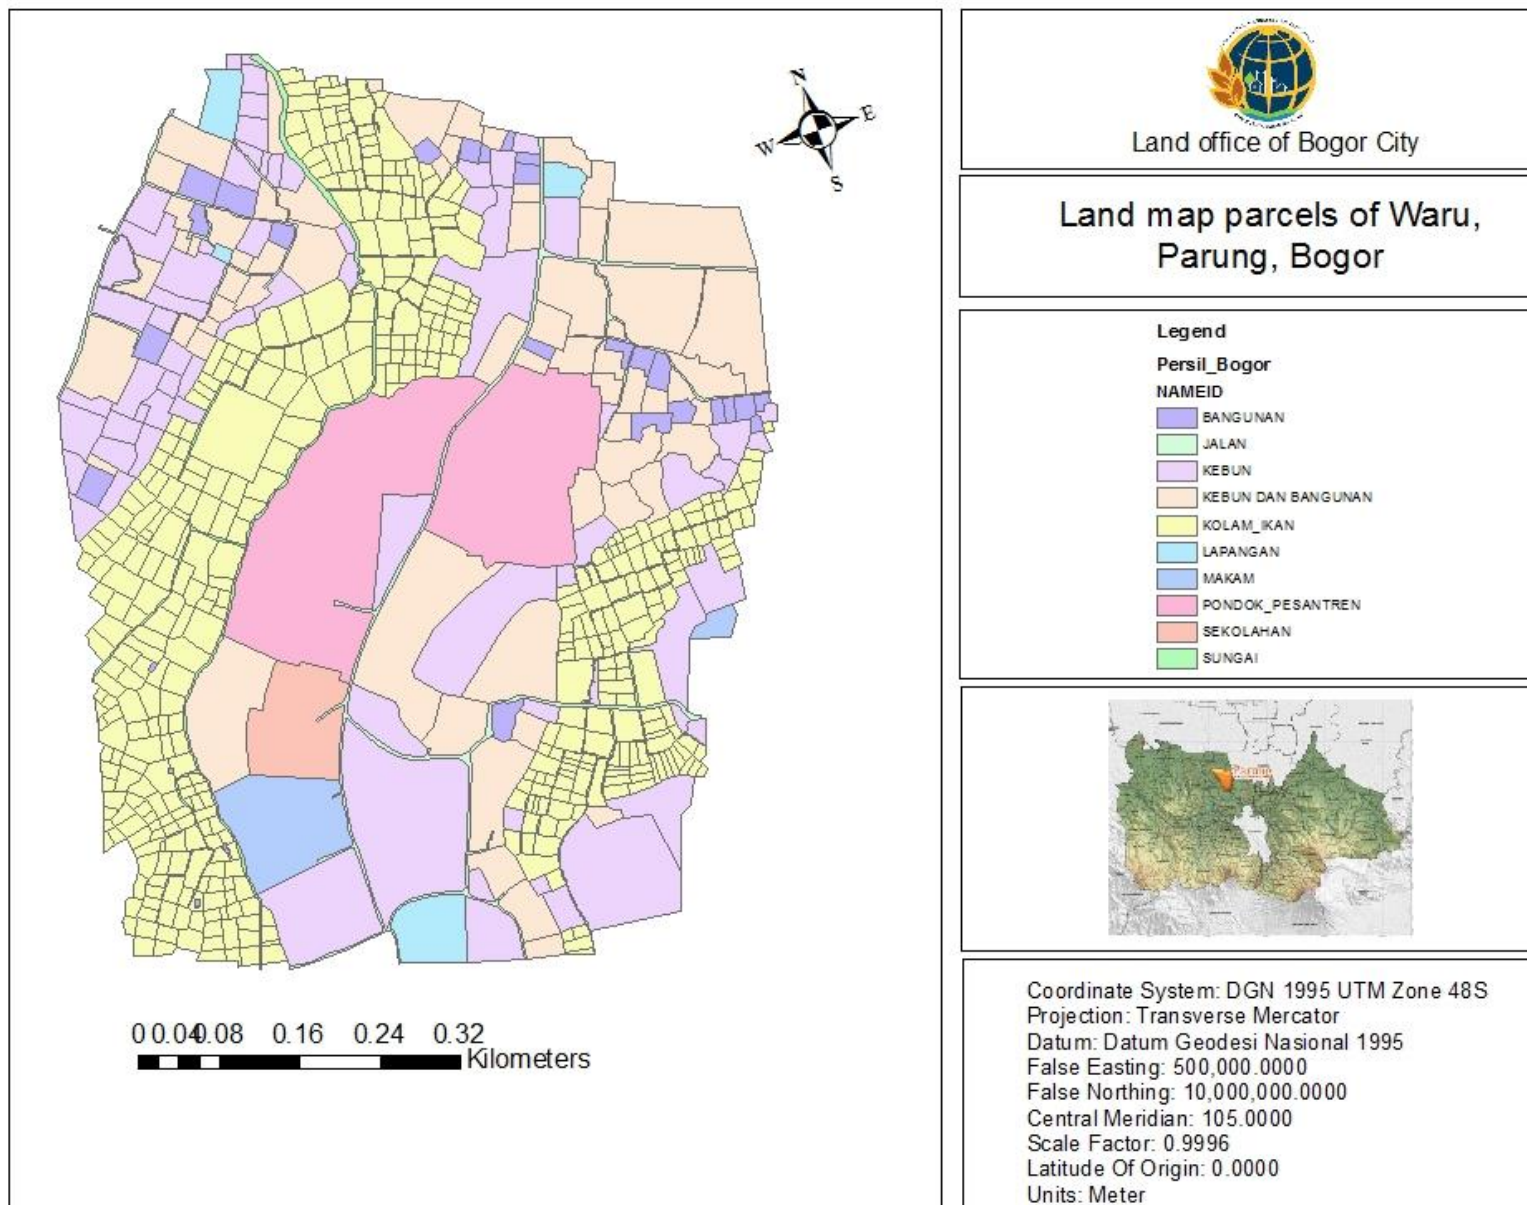 N
E
W
S
0 0.04 0.08 0.16 0.24 0.32
Kilometers
Land office of Bogor City
Land map parcels of Waru,
Parung, Bogor
Legend
Persil_Bogor
NAMEID
BANGUNAN
JALAN
KEBUN
KEBUN DAN BANGUNAN
KOLAM_IKAN
LAPANGAN
MAKAM
PONDOK_PESANTREN
SEKOLAHAN
SUNGAI
Parung
Coordinate System: DGN 1995 UTM Zone 48S
Projection: Transverse Mercator
Datum: Datum Geodesi Nasional 1995
False Easting: 500,000.0000
False Northing: 10,000,000.0000
Central Meridian: 105.0000
Scale Factor: 0.9996
Latitude Of Origin: 0.0000
Units: Meter